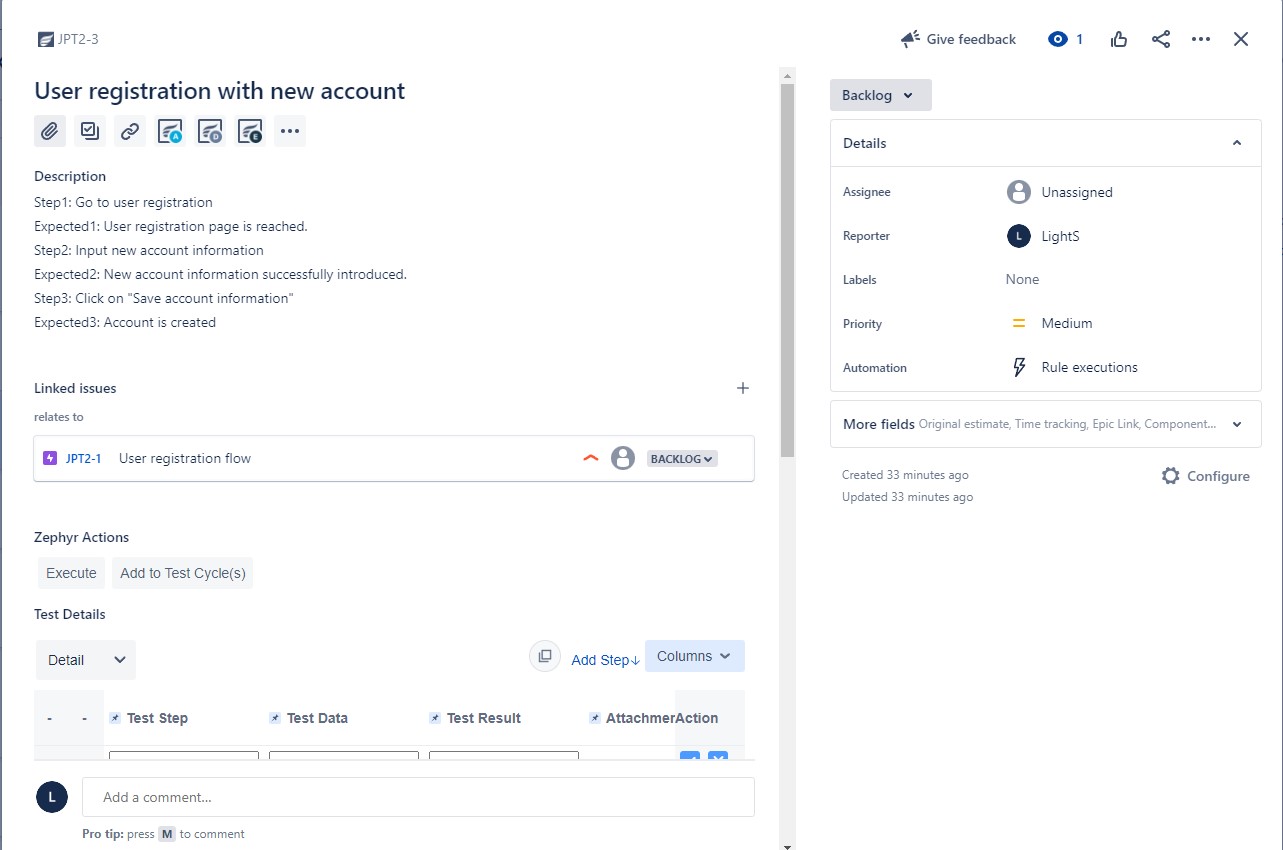 JPT2-3
Give feedback
1
User registration with new account
A
D
E
Description
Step1: Go to user registration
Expected1: User registration page is reached.
Step2: Input new account information
Expected2: New account information successfully introduced.
Step3: Click on "Save account information"
Expected3: Account is created
Linked issues
relates to
JPT2-1 User registration flow BACKLOG
Zephyr Actions
Execute Add to Test Cycle(s)
Test Details
Detail Add Step↓ Columns
- - Test Step Test Data Test Result AttachmerAction
L Add a comment...
Pro tip: press M to comment
Backlog
Details
Assignee Unassigned
Reporter L LightS
Labels None
Priority Medium
Automation Rule executions
More fields Original estimate, Time tracking, Epic Link, Component...
Created 33 minutes ago Configure
Updated 33 minutes ago